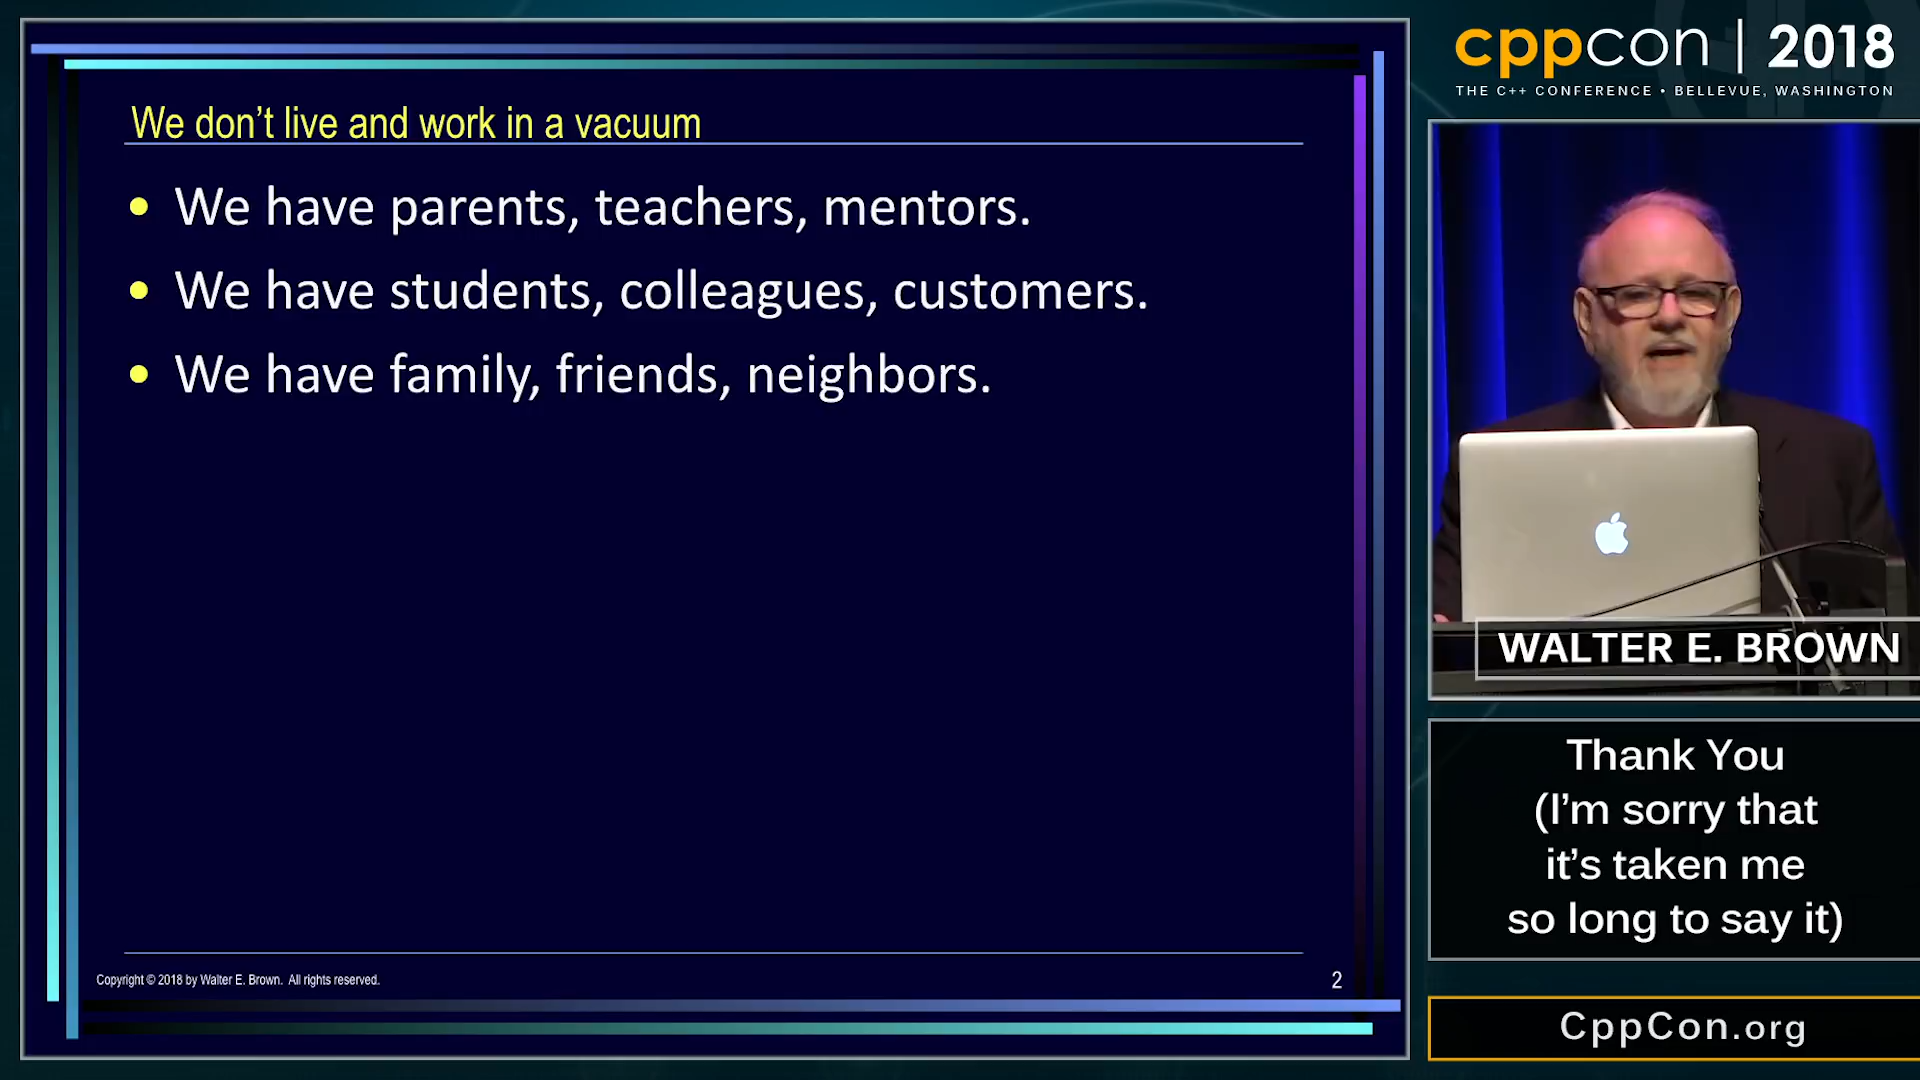 We don't live and work in a vacuum
• We have parents, teachers, mentors.
• We have students, colleagues, customers.
• We have family, friends, neighbors.
Copyright © 2018 by Walter E. Brown. All rights reserved.
2
cppcon | 2018
THE C++ CONFERENCE • BELLEVUE, WASHINGTON
WALTER E. BROWN
Thank You
(I'm sorry that
it's taken me
so long to say it)
CppCon.org